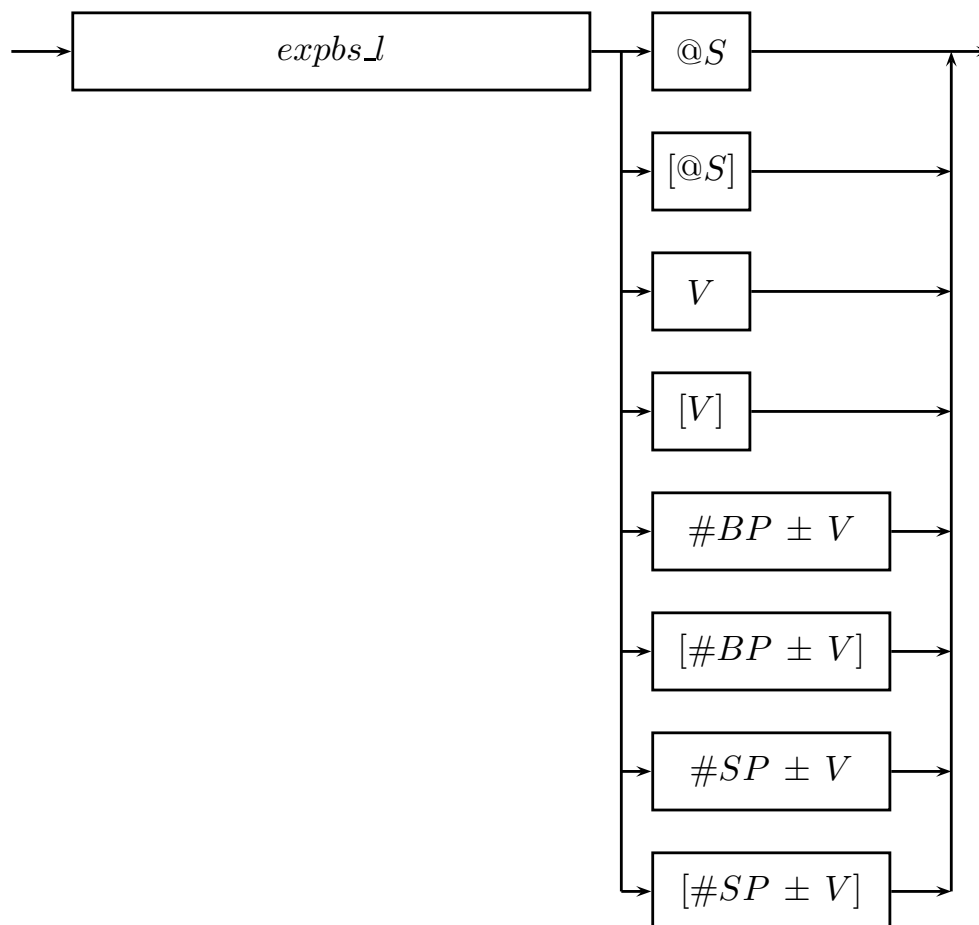 expbs_l
@S
[@S]
V
[V]
#BP ± V
[#BP ± V]
#SP ± V
[#SP ± V]